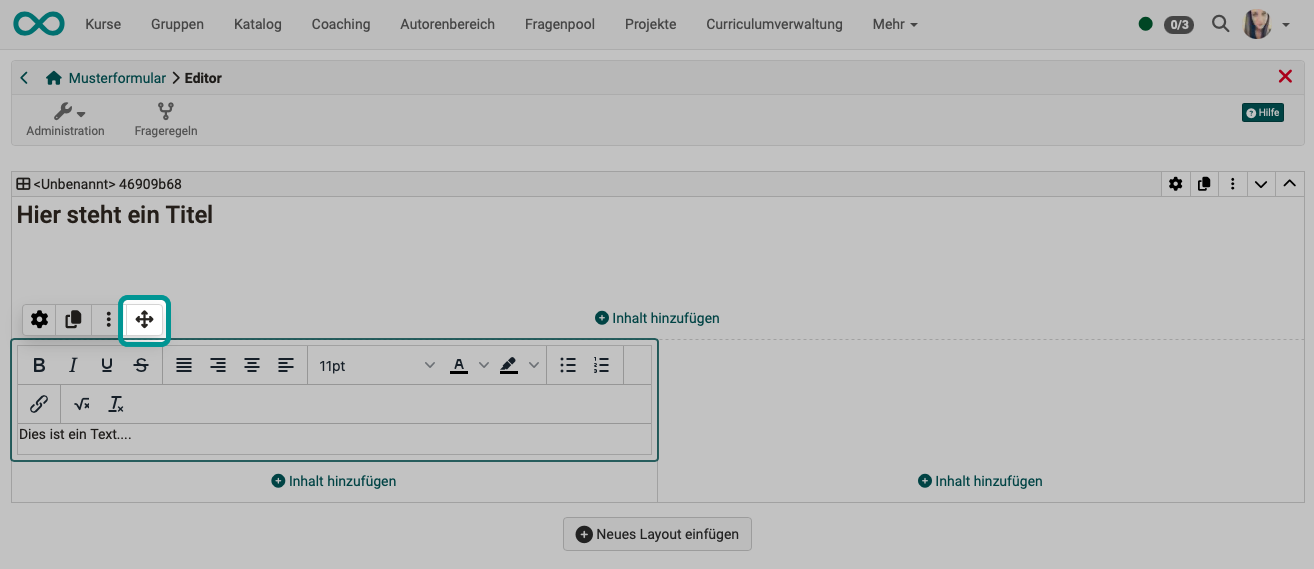 Kurse Gruppen Katalog Coaching Autorenbereich Fragenpool Projekte Curriculumverwaltung Mehr 0/3
Musterformular Editor
Administration Frageregeln Hilfe
<Unbenannt> 46909b68
Hier steht ein Titel
Inhalt hinzufügen
B I U S 11pt A
Dies ist ein Text....
Inhalt hinzufügen Inhalt hinzufügen
Neues Layout einfügen